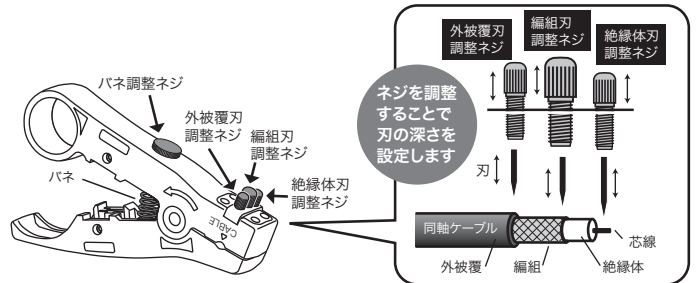 バネ調整ネジ
外被覆刃
調整ネジ
編組刃
調整ネジ
絶縁体刃
調整ネジ
バネ
CABLE
外被覆刃
調整ネジ
編組刃
調整ネジ
絶縁体刃
調整ネジ
ネジを調整
することで
刃の深さを
設定します
刃
同軸ケーブル
芯線
外被覆
編組
絶縁体